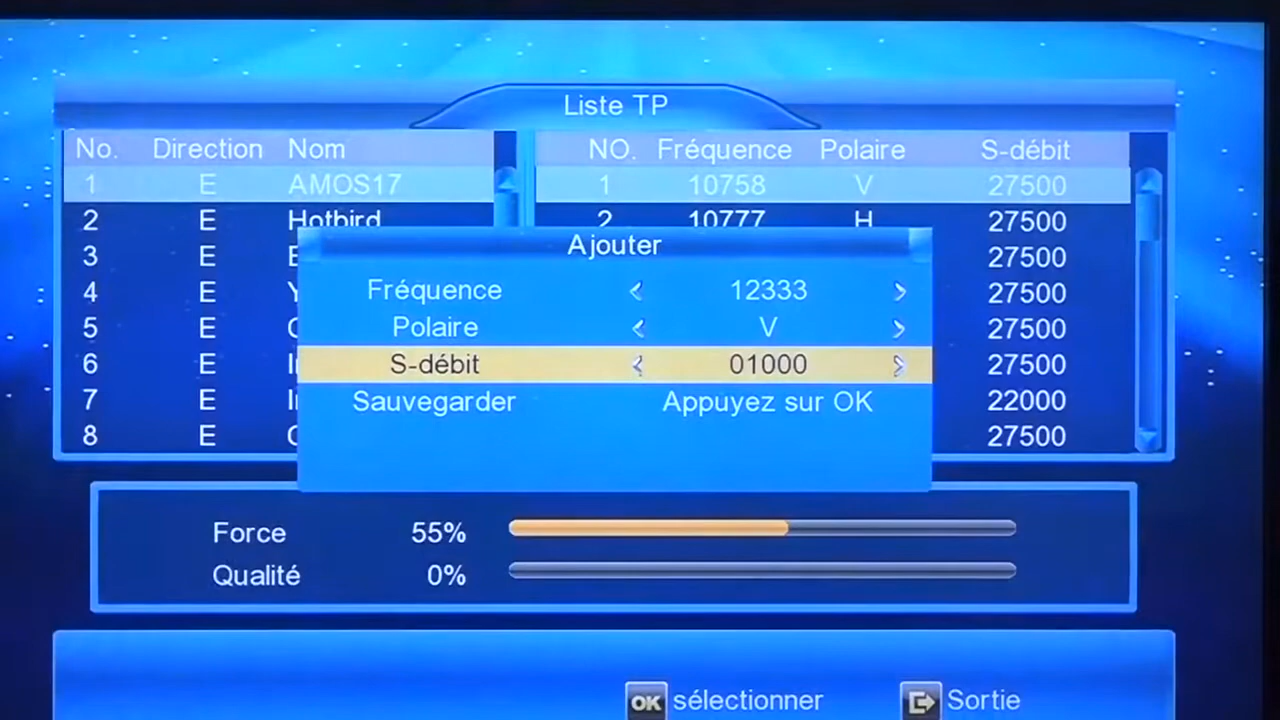 Liste TP
No. Direction Nom NO. Fréquence Polaire S-débit
1 E AMOS17 1 10758 V 27500
2 E Hotbird 2 10777 H 27500
3 E 27500
4 E 27500
5 E 27500
6 E 27500
7 E 22000
8 E 27500
Ajouter
Fréquence < 12333 >
Polaire < V >
S-débit < 01000 >
Sauvegarder Appuyez sur OK
Force 55%
Qualité 0%
OK sélectionner Sortie